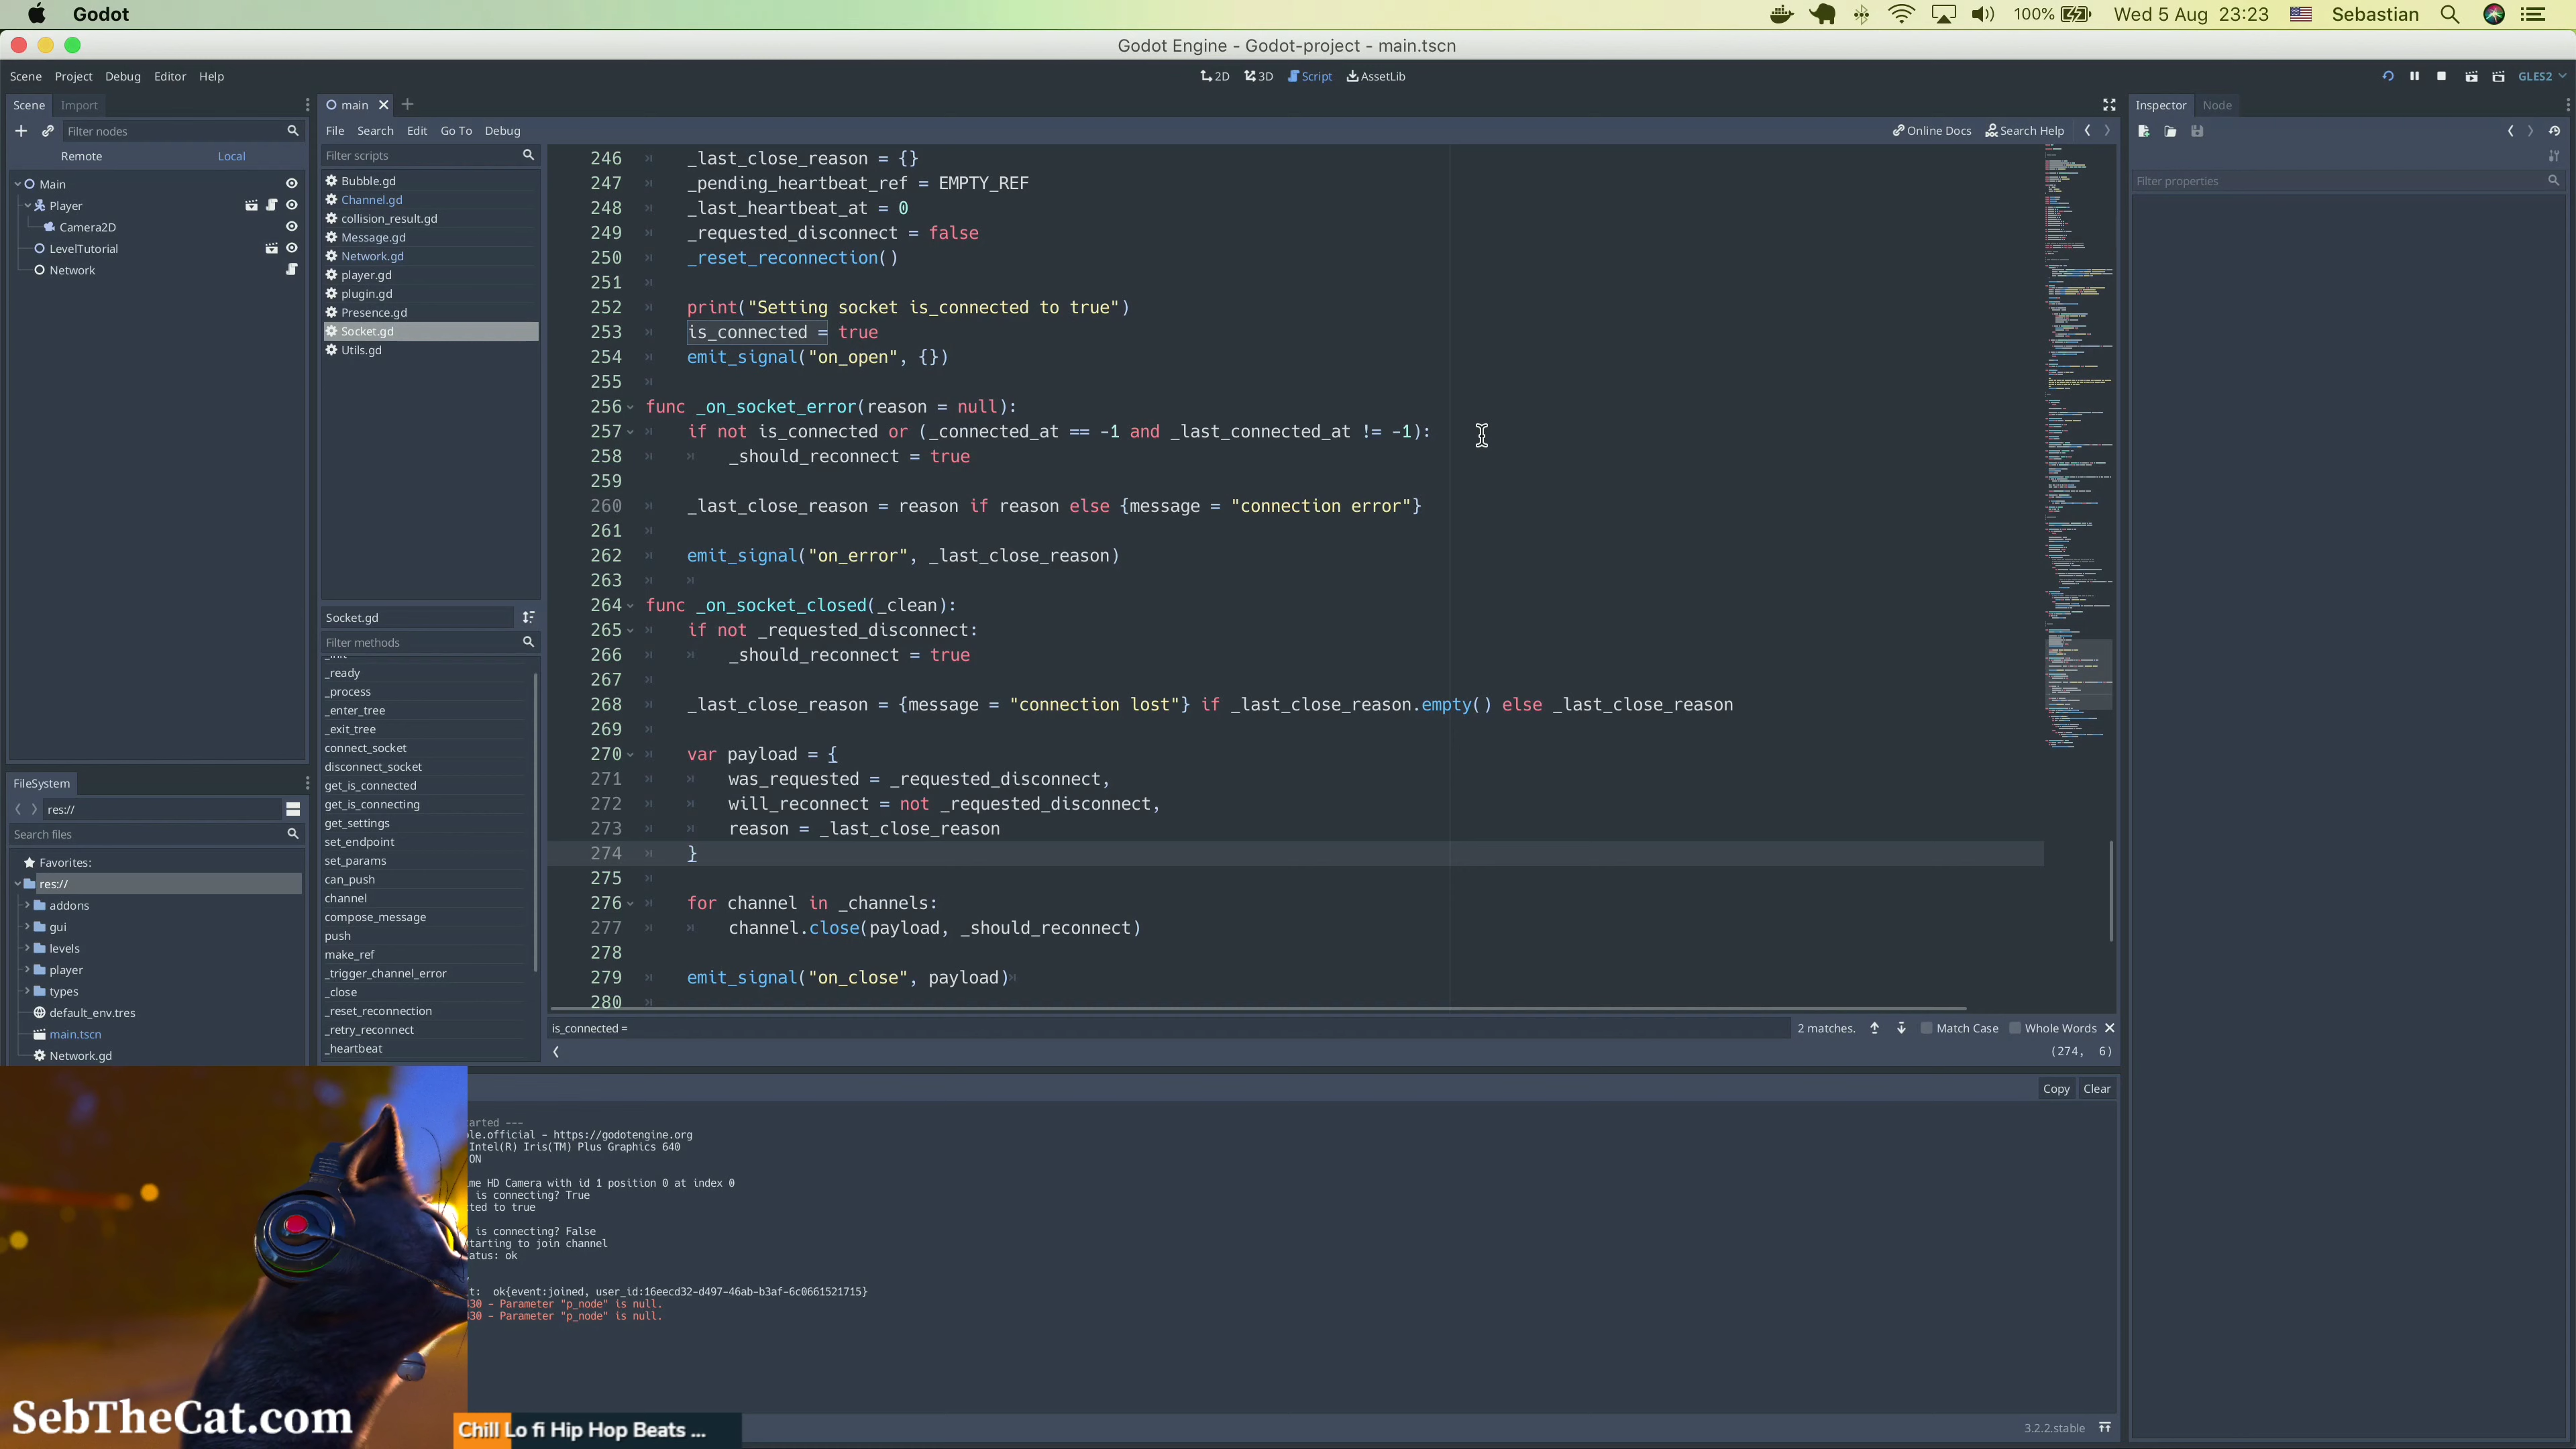 Godot
100%
Wed 5 Aug 23:23
Sebastian
Godot Engine - Godot-project - main.tscn
Scene Project Debug Editor Help
2D 3D Script AssetLib
GLES2
Scene Import
main
Inspector Node
Filter nodes
File Search Edit Go To Debug
Online Docs Search Help
Remote Local
Filter scripts
Filter properties
Main
Player
Camera2D
LevelTutorial
Network
Bubble.gd
Channel.gd
collision_result.gd
Message.gd
Network.gd
player.gd
plugin.gd
Presence.gd
Socket.gd
Utils.gd
Socket.gd
Filter methods
_ready
_process
_enter_tree
_exit_tree
connect_socket
disconnect_socket
get_is_connected
get_is_connecting
get_settings
set_endpoint
set_params
can_push
channel
compose_message
push
make_ref
_trigger_channel_error
_close
_reset_reconnection
_retry_reconnect
_heartbeat
246 _last_close_reason = {}
247 _pending_heartbeat_ref = EMPTY_REF
248 _last_heartbeat_at = 0
249 _requested_disconnect = false
250 _reset_reconnection()
251
252 print("Setting socket is_connected to true")
253 is_connected = true
254 emit_signal("on_open", {})
255
256 func _on_socket_error(reason = null):
257 if not is_connected or (_connected_at == -1 and _last_connected_at != -1):
258 _should_reconnect = true
259
260 _last_close_reason = reason if reason else {message = "connection error"}
261
262 emit_signal("on_error", _last_close_reason)
263
264 func _on_socket_closed(_clean):
265 if not _requested_disconnect:
266 _should_reconnect = true
267
268 _last_close_reason = {message = "connection lost"} if _last_close_reason.empty() else _last_close_reason
269
270 var payload = {
271 was_requested = _requested_disconnect,
272 will_reconnect = not _requested_disconnect,
273 reason = _last_close_reason
274 }
275
276 for channel in _channels:
277 channel.close(payload, _should_reconnect)
278
279 emit_signal("on_close", payload)
280
is_connected =
2 matches.
Match Case Whole Words
(274, 6)
FileSystem
res://
Search files
Favorites:
res://
addons
gui
levels
player
types
default_env.tres
main.tscn
Network.gd
Copy Clear
arted ---
ble.official - https://godotengine.org
Intel(R) Iris(TM) Plus Graphics 640
ON
me HD Camera with id 1 position 0 at index 0
is connecting? True
ted to true
is connecting? False
tarting to join channel
atus: ok
t: ok{event:joined, user_id:16eecd32-d497-46ab-b3af-6c0661521715}
430 - Parameter "p_node" is null.
430 - Parameter "p_node" is null.
SebTheCat.com
Chill Lo fi Hip Hop Beats ...
3.2.2.stable